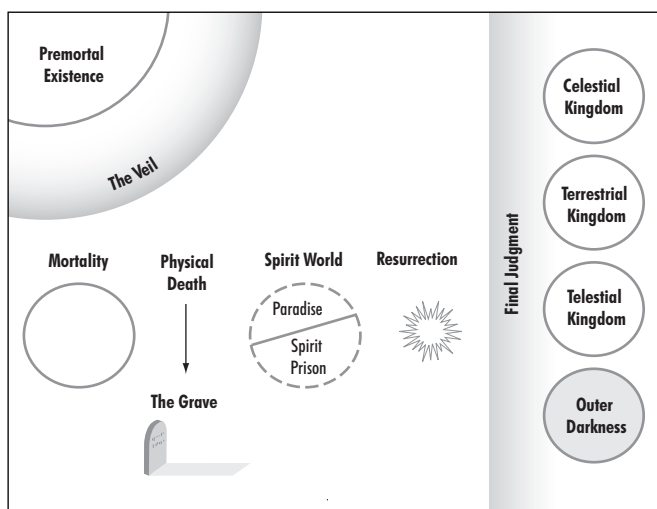 Premortal
Existence
The Veil
Mortality
Physical
Death
The Grave
Spirit World
Paradise
Spirit
Prison
Resurrection
Final Judgment
Celestial
Kingdom
Terrestrial
Kingdom
Telestial
Kingdom
Outer
Darkness